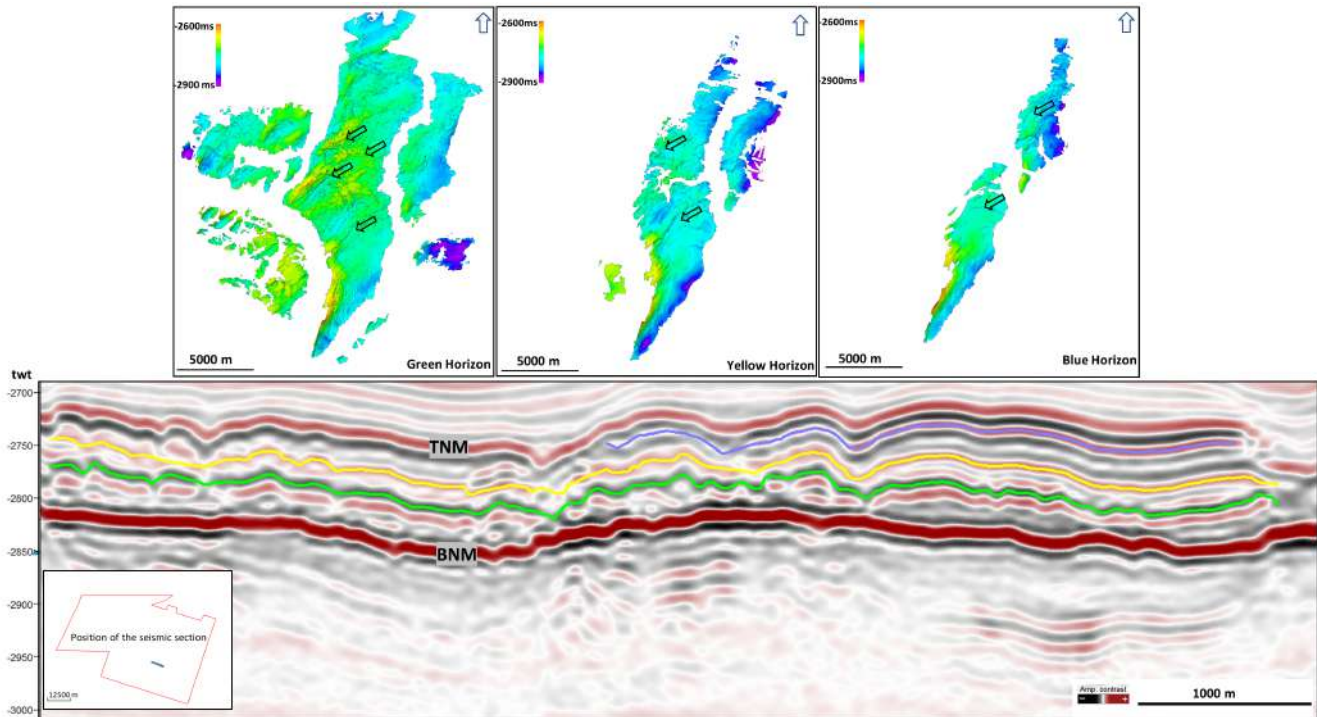 -2600ms
-2900 ms
5000 m
Green Horizon
-2600ms
-2900ms
5000 m
Yellow Horizon
-2600ms
-2900ms
5000 m
Blue Horizon
twt
-2700
-2750
-2800
-2850
-2900
-2950
-3000
TNM
BNM
Position of the seismic section
12500 m
Amp. contrast
- +
1000 m